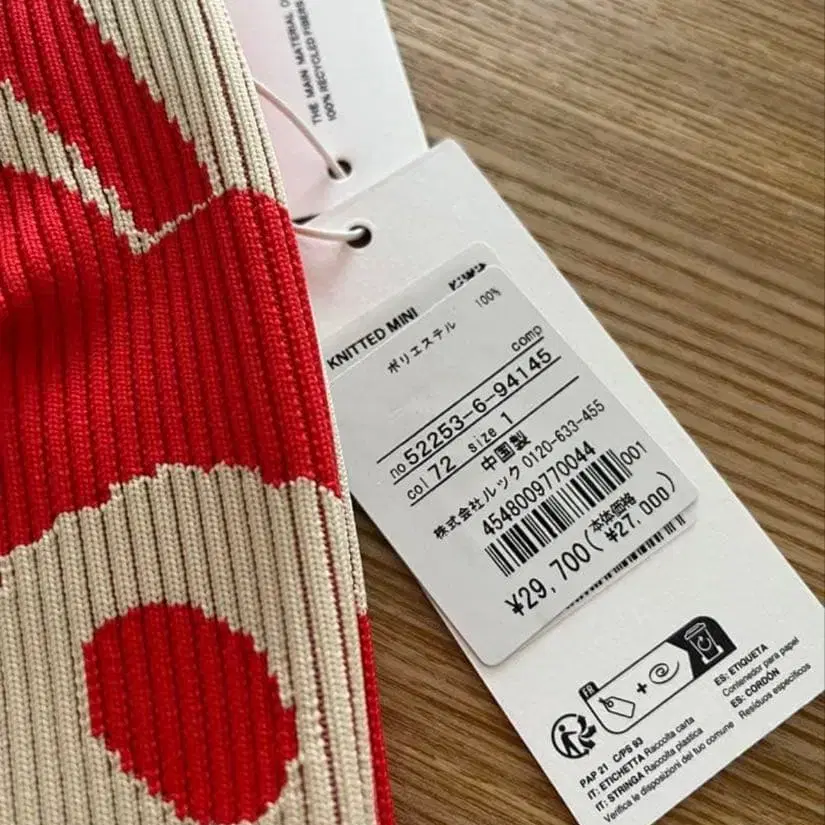 THE MAIN MATERIAL
100% RECYCLED FIBERS
KNITTED MINI
ポリエステル 100%
comp
no 52253-6-94145
col 72 size 1
中国製
株式会社ルック 0120-633-455
4548009770044
001
¥29,700(本体価格
¥27,000)
FR
+
ES: ETIQUETA
Contenedor para papel
ES: CORDÓN
Residuos específicos
PAP 21 C/PS 93
IT: ETICHETTA Raccolta carta
IT: STRINGA Raccolta plastica
Verifica le disposizioni del tuo comune